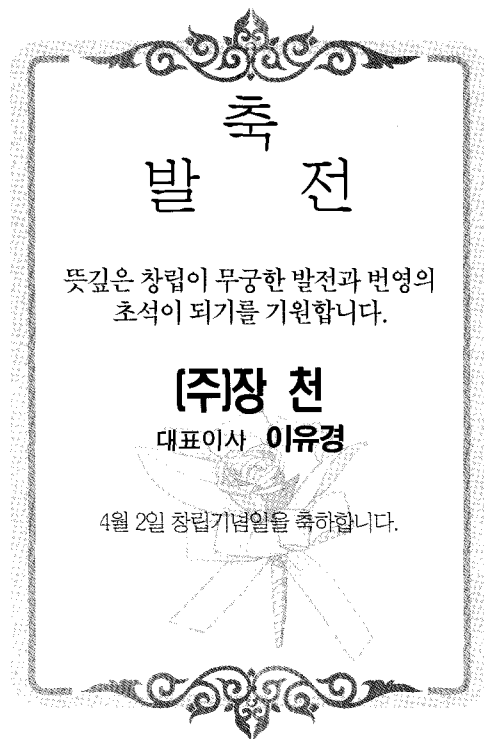 축
발 전
뜻깊은 창립이 무궁한 발전과 번영의
초석이 되기를 기원합니다.
(주)장 천
대표이사 이유경
4월 2일 창립기념일을 축하합니다.